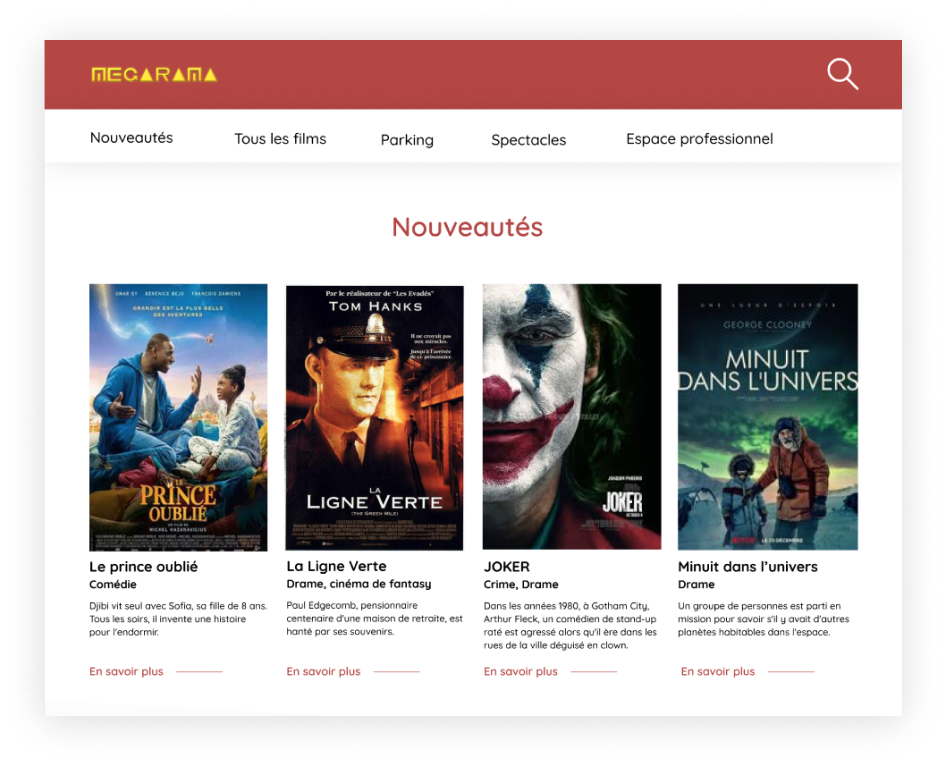 MEGARAMA
Nouveautés
Tous les films
Parking
Spectacles
Espace professionnel
Nouveautés
OMAR SY BÉRÉNICE BEJO FRANÇOIS DAMIENS
GRANDIR EST LA PLUS BELLE
DES AVENTURES
LE
PRINCE
OUBLIÉ
UN FILM DE
MICHEL HAZANAVICIUS
Par le réalisateur de "Les Evadés"
TOM HANKS
Il ne croyait pas
aux miracles.
Jusqu'à l'arrivée
de ce prisonnier.
LA
LIGNE VERTE
(THE GREEN MILE)
JOAQUIN PHOENIX
JOKER
OCTOBER 4
UNE LUEUR D'ESPOIR
GEORGE CLOONEY
MINUIT
DANS L'UNIVERS
NETFLIX LE 23 DÉCEMBRE
Le prince oublié
Comédie
Djibi vit seul avec Sofia, sa fille de 8 ans.
Tous les soirs, il invente une histoire
pour l'endormir.
En savoir plus
La Ligne Verte
Drame, cinéma de fantasy
Paul Edgecomb, pensionnaire
centenaire d'une maison de retraite, est
hanté par ses souvenirs.
En savoir plus
JOKER
Crime, Drame
Dans les années 1980, à Gotham City,
Arthur Fleck, un comédien de stand-up
raté est agressé alors qu'il ère dans les
rues de la ville déguisé en clown.
En savoir plus
Minuit dans l'univers
Drame
Un groupe de personnes est parti en
mission pour savoir s'il y avait d'autres
planètes habitables dans l'espace.
En savoir plus